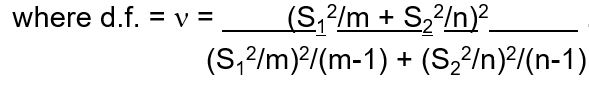 where d.f. = ν = (S₁²/m + S₂²/n)²
(S₁²/m)²/(m-1) + (S₂²/n)²/(n-1)